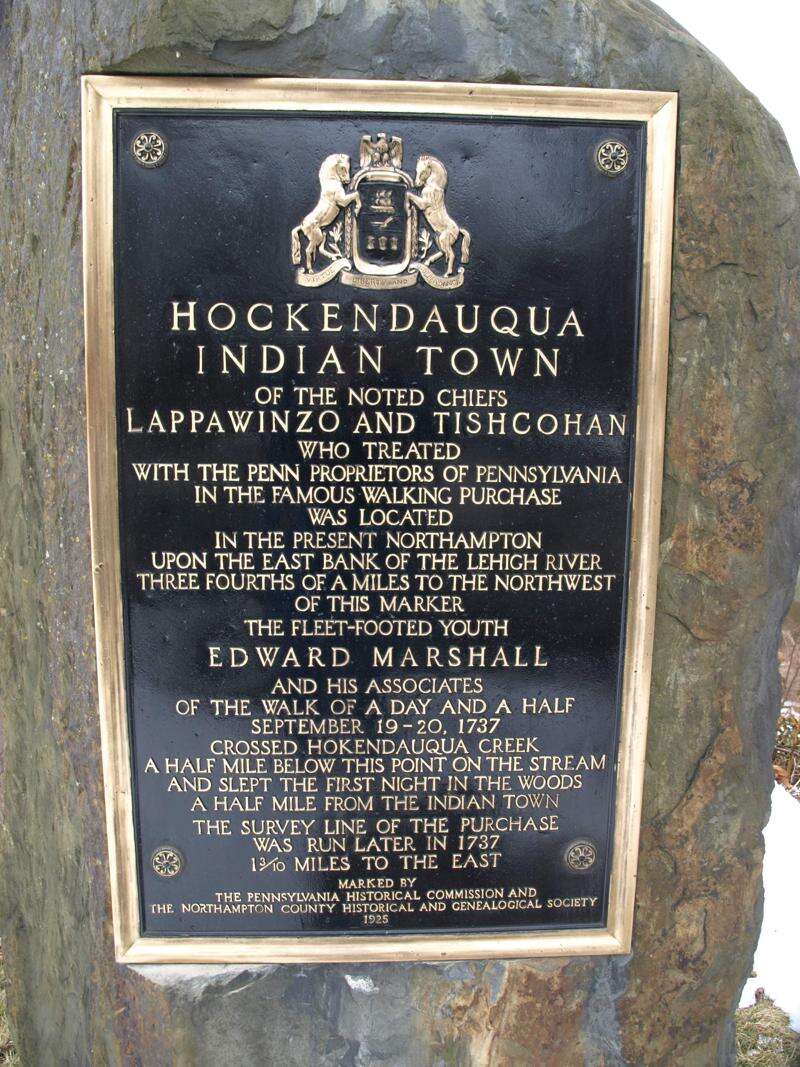 LIBERTY AND
HOCKENDAUQUA
INDIAN TOWN
OF THE NOTED CHIEFS
LAPPAWINZO AND TISHCOHAN
WHO TREATED
WITH THE PENN PROPRIETORS OF PENNSYLVANIA
IN THE FAMOUS WALKING PURCHASE
WAS LOCATED
IN THE PRESENT NORTHAMPTON
UPON THE EAST BANK OF THE LEHIGH RIVER
THREE FOURTHS OF A MILES TO THE NORTHWEST
OF THIS MARKER
THE FLEET-FOOTED YOUTH
EDWARD MARSHALL
AND HIS ASSOCIATES
OF THE WALK OF A DAY AND A HALF
SEPTEMBER 19-20, 1737
CROSSED HOKENDAUQUA CREEK
A HALF MILE BELOW THIS POINT ON THE STREAM
AND SLEPT THE FIRST NIGHT IN THE WOODS
A HALF MILE FROM THE INDIAN TOWN
THE SURVEY LINE OF THE PURCHASE
WAS RUN LATER IN 1737
1 3/10 MILES TO THE EAST
MARKED BY
THE PENNSYLVANIA HISTORICAL COMMISSION AND
THE NORTHAMPTON COUNTY HISTORICAL AND GENEALOGICAL SOCIETY
1925